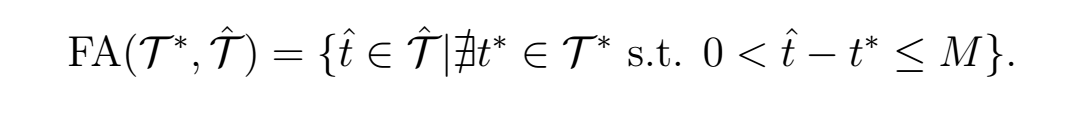 FA(𝒯*, 𝒯̂) = {t̂ ∈ 𝒯̂|∄t* ∈ 𝒯* s.t. 0 < t̂ − t* ≤ M}.